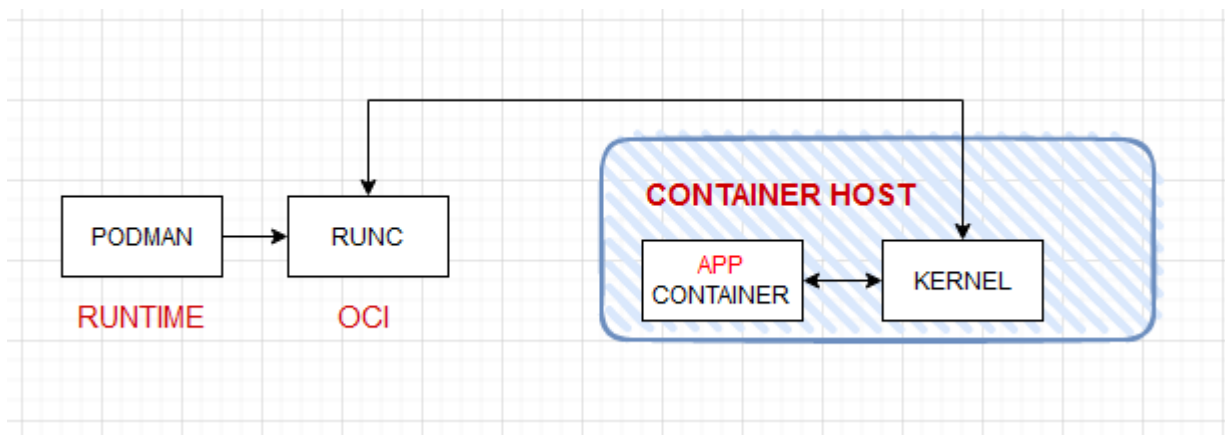 CONTAINER HOST
PODMAN
RUNC
APP
CONTAINER
KERNEL
RUNTIME
OCI